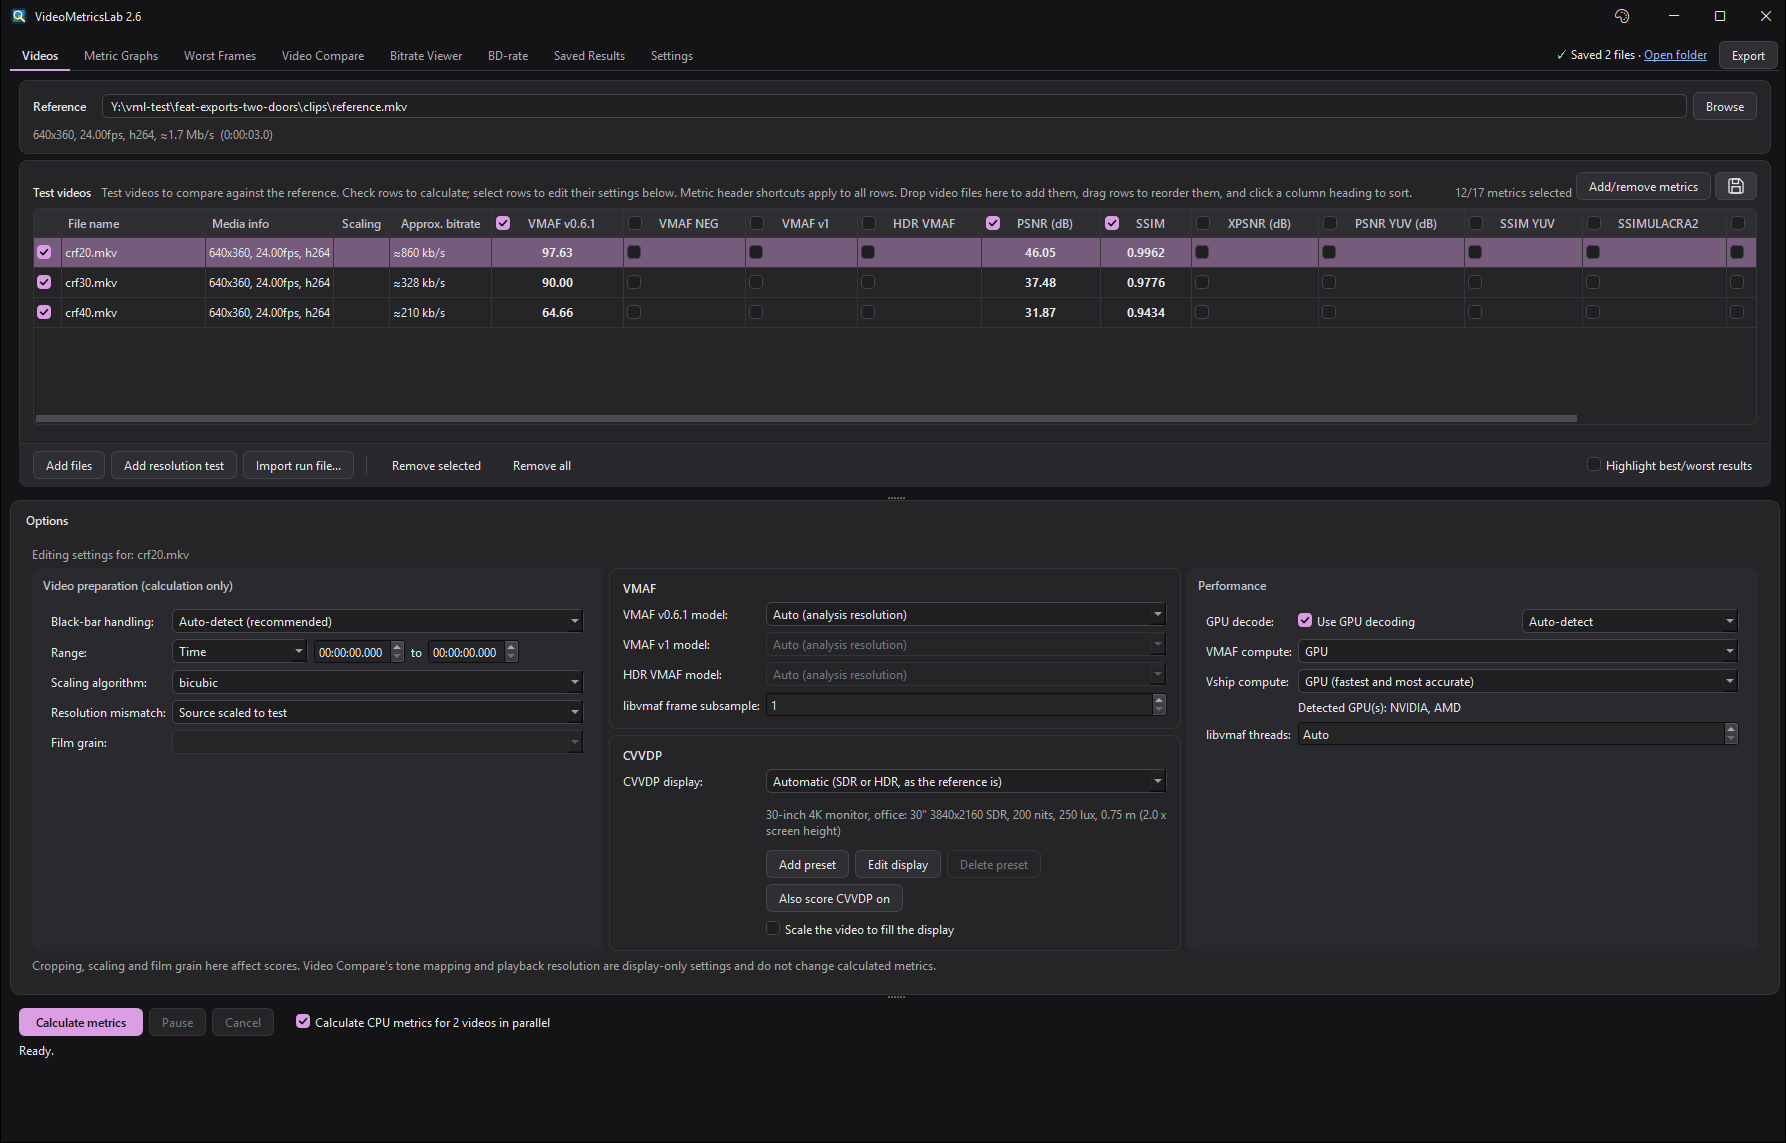 VideoMetricsLab 2.6
Videos Metric Graphs Worst Frames Video Compare Bitrate Viewer BD-rate Saved Results Settings ✓ Saved 2 files · Open folder Export
Reference Y:\vml-test\feat-exports-two-doors\clips\reference.mkv Browse
640x360, 24.00fps, h264, ≈1.7 Mb/s (0:00:03.0)
Test videos Test videos to compare against the reference. Check rows to calculate; select rows to edit their settings below. Metric header shortcuts apply to all rows. Drop video files here to add them, drag rows to reorder them, and click a column heading to sort. 12/17 metrics selected Add/remove metrics
File name Media info Scaling Approx. bitrate VMAF v0.6.1 VMAF NEG VMAF v1 HDR VMAF PSNR (dB) SSIM XPSNR (dB) PSNR YUV (dB) SSIM YUV SSIMULACRA2
crf20.mkv 640x360, 24.00fps, h264 ≈860 kb/s 97.63 46.05 0.9962
crf30.mkv 640x360, 24.00fps, h264 ≈328 kb/s 90.00 37.48 0.9776
crf40.mkv 640x360, 24.00fps, h264 ≈210 kb/s 64.66 31.87 0.9434
Add files Add resolution test Import run file... Remove selected Remove all Highlight best/worst results
Options
Editing settings for: crf20.mkv
Video preparation (calculation only)
Black-bar handling: Auto-detect (recommended)
Range: Time 00:00:00.000 to 00:00:00.000
Scaling algorithm: bicubic
Resolution mismatch: Source scaled to test
Film grain:
VMAF
VMAF v0.6.1 model: Auto (analysis resolution)
VMAF v1 model: Auto (analysis resolution)
HDR VMAF model: Auto (analysis resolution)
libvmaf frame subsample: 1
CVVDP
CVVDP display: Automatic (SDR or HDR, as the reference is)
30-inch 4K monitor, office: 30" 3840x2160 SDR, 200 nits, 250 lux, 0.75 m (2.0 x
screen height)
Add preset Edit display Delete preset
Also score CVVDP on
Scale the video to fill the display
Performance
GPU decode: Use GPU decoding Auto-detect
VMAF compute: GPU
Vship compute: GPU (fastest and most accurate)
Detected GPU(s): NVIDIA, AMD
libvmaf threads: Auto
Cropping, scaling and film grain here affect scores. Video Compare's tone mapping and playback resolution are display-only settings and do not change calculated metrics.
Calculate metrics Pause Cancel Calculate CPU metrics for 2 videos in parallel
Ready.